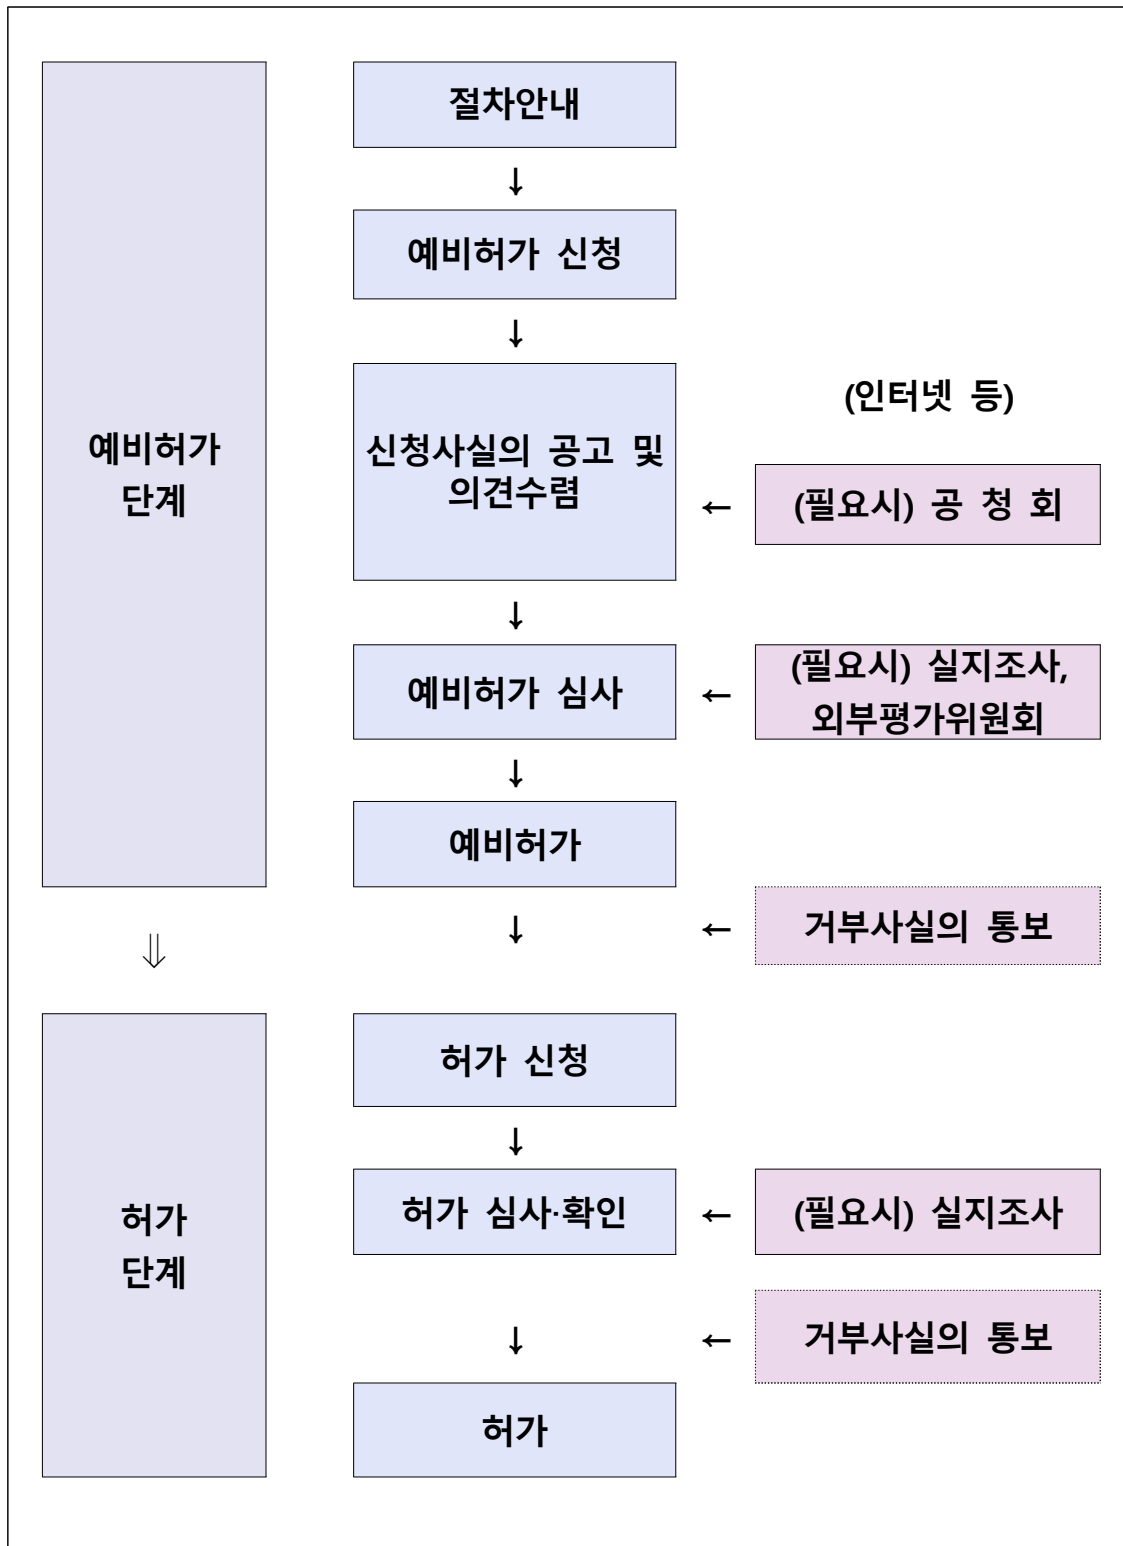 절차안내
↓
예비허가 신청
↓
(인터넷 등)
예비허가
단계
신청사실의 공고 및
의견수렴
← (필요시) 공 청 회
↓
예비허가 심사 ← (필요시) 실지조사,
외부평가위원회
↓
예비허가
↓ ← 거부사실의 통보
⇓
허가 신청
↓
허가
단계
허가 심사·확인 ← (필요시) 실지조사
↓ ← 거부사실의 통보
허가